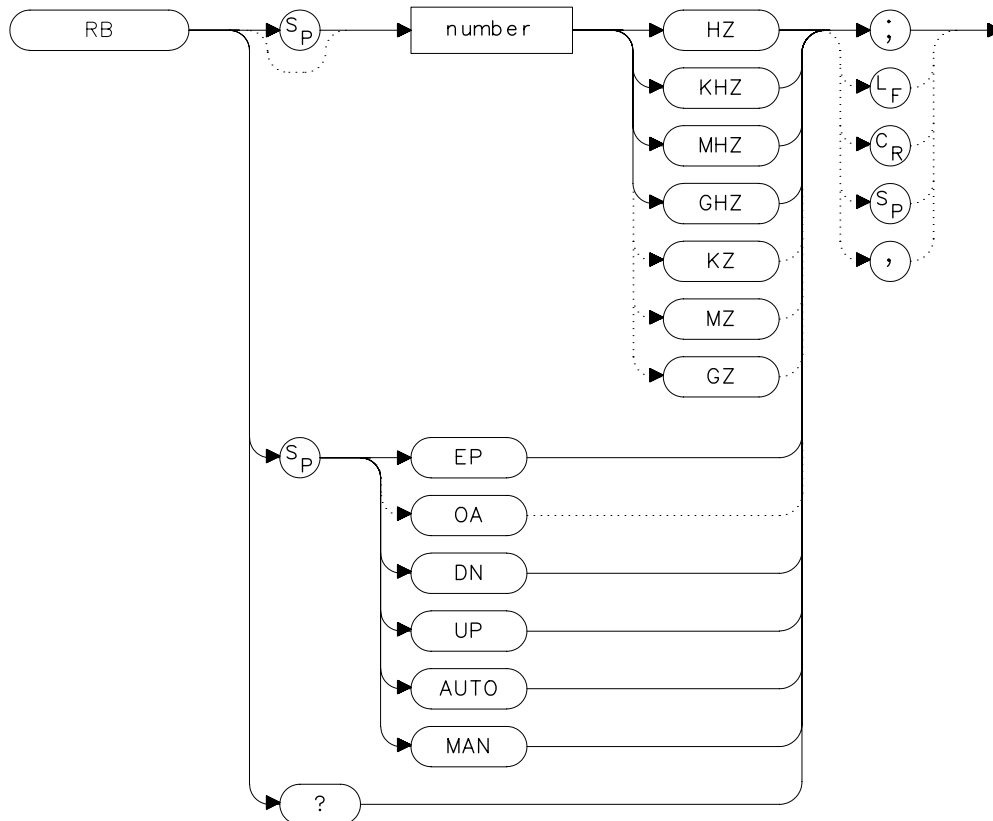 RB SP number HZ ;
KHZ LF
MHZ CR
GHZ SP
KZ ,
MZ
GZ
SP EP
OA
DN
UP
AUTO
MAN
?